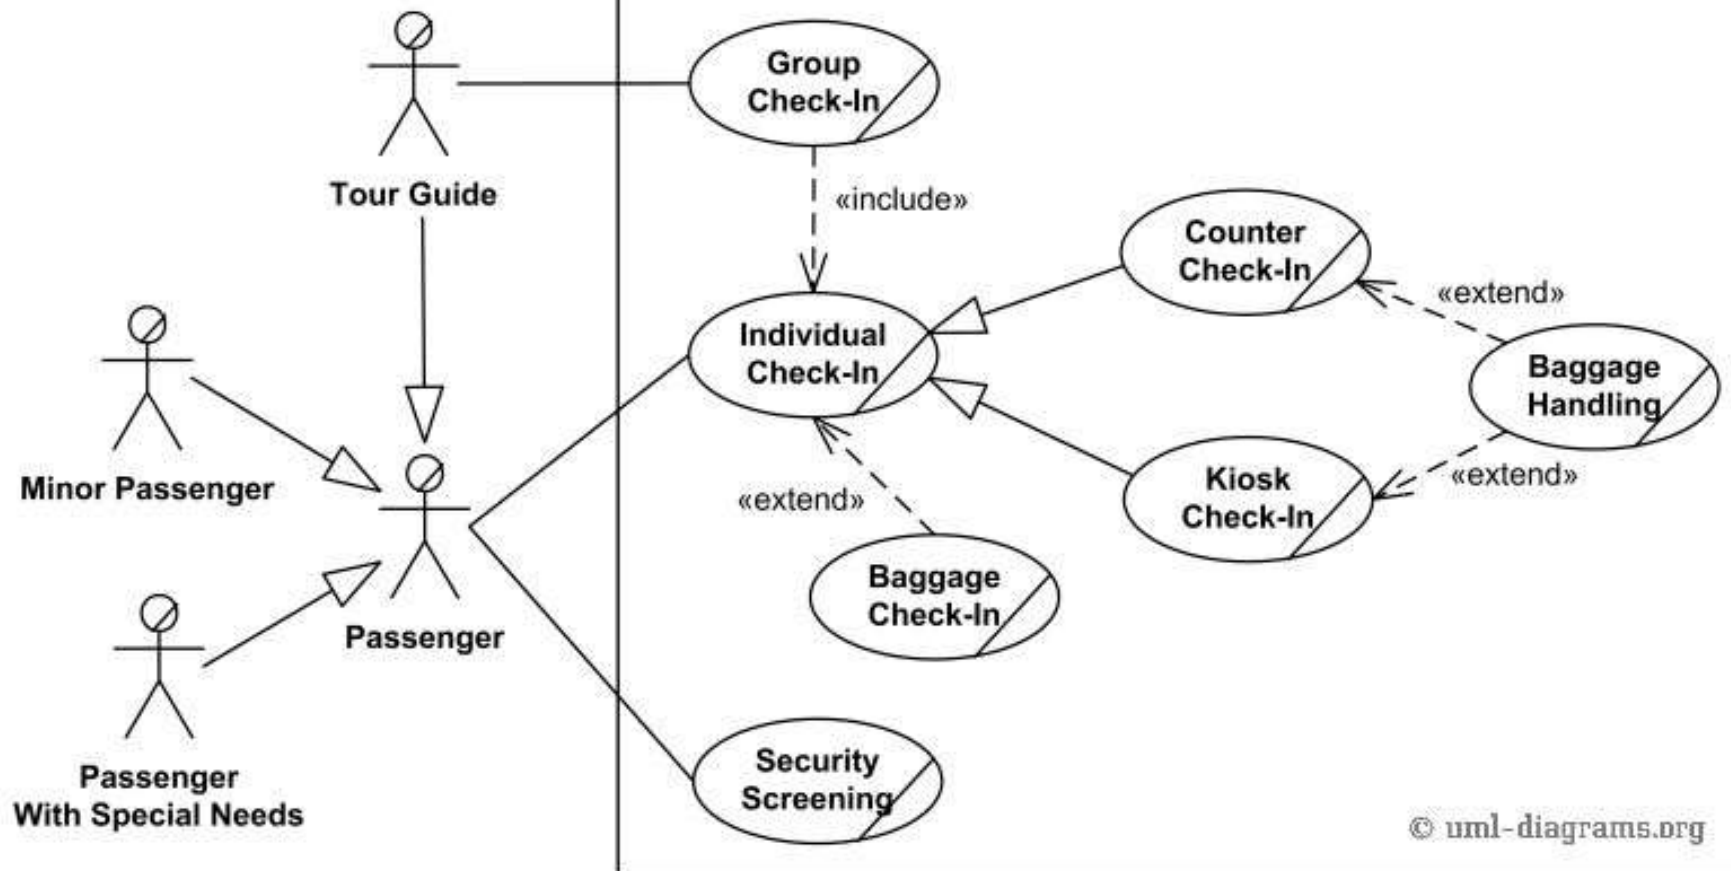 Group
Check-In
Tour Guide
«include»
Counter
Check-In
«extend»
Individual
Check-In
Baggage
Handling
Minor Passenger
«extend»
Kiosk
Check-In
«extend»
Baggage
Check-In
Passenger
Security
Screening
Passenger
With Special Needs
© uml-diagrams.org